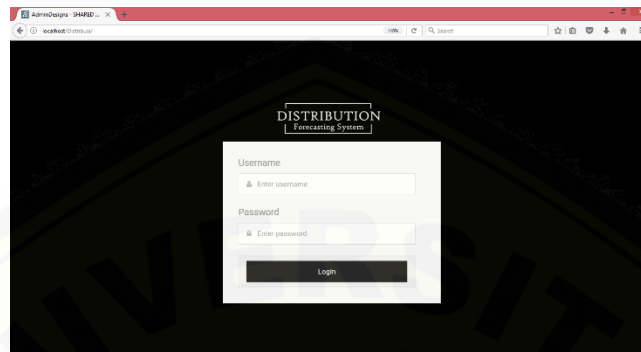 AdminDesigns - SHARED ...
localhost/Distribusi/
Search
DISTRIBUTION
Forecasting System
Username
Enter username
Password
Enter password
Login